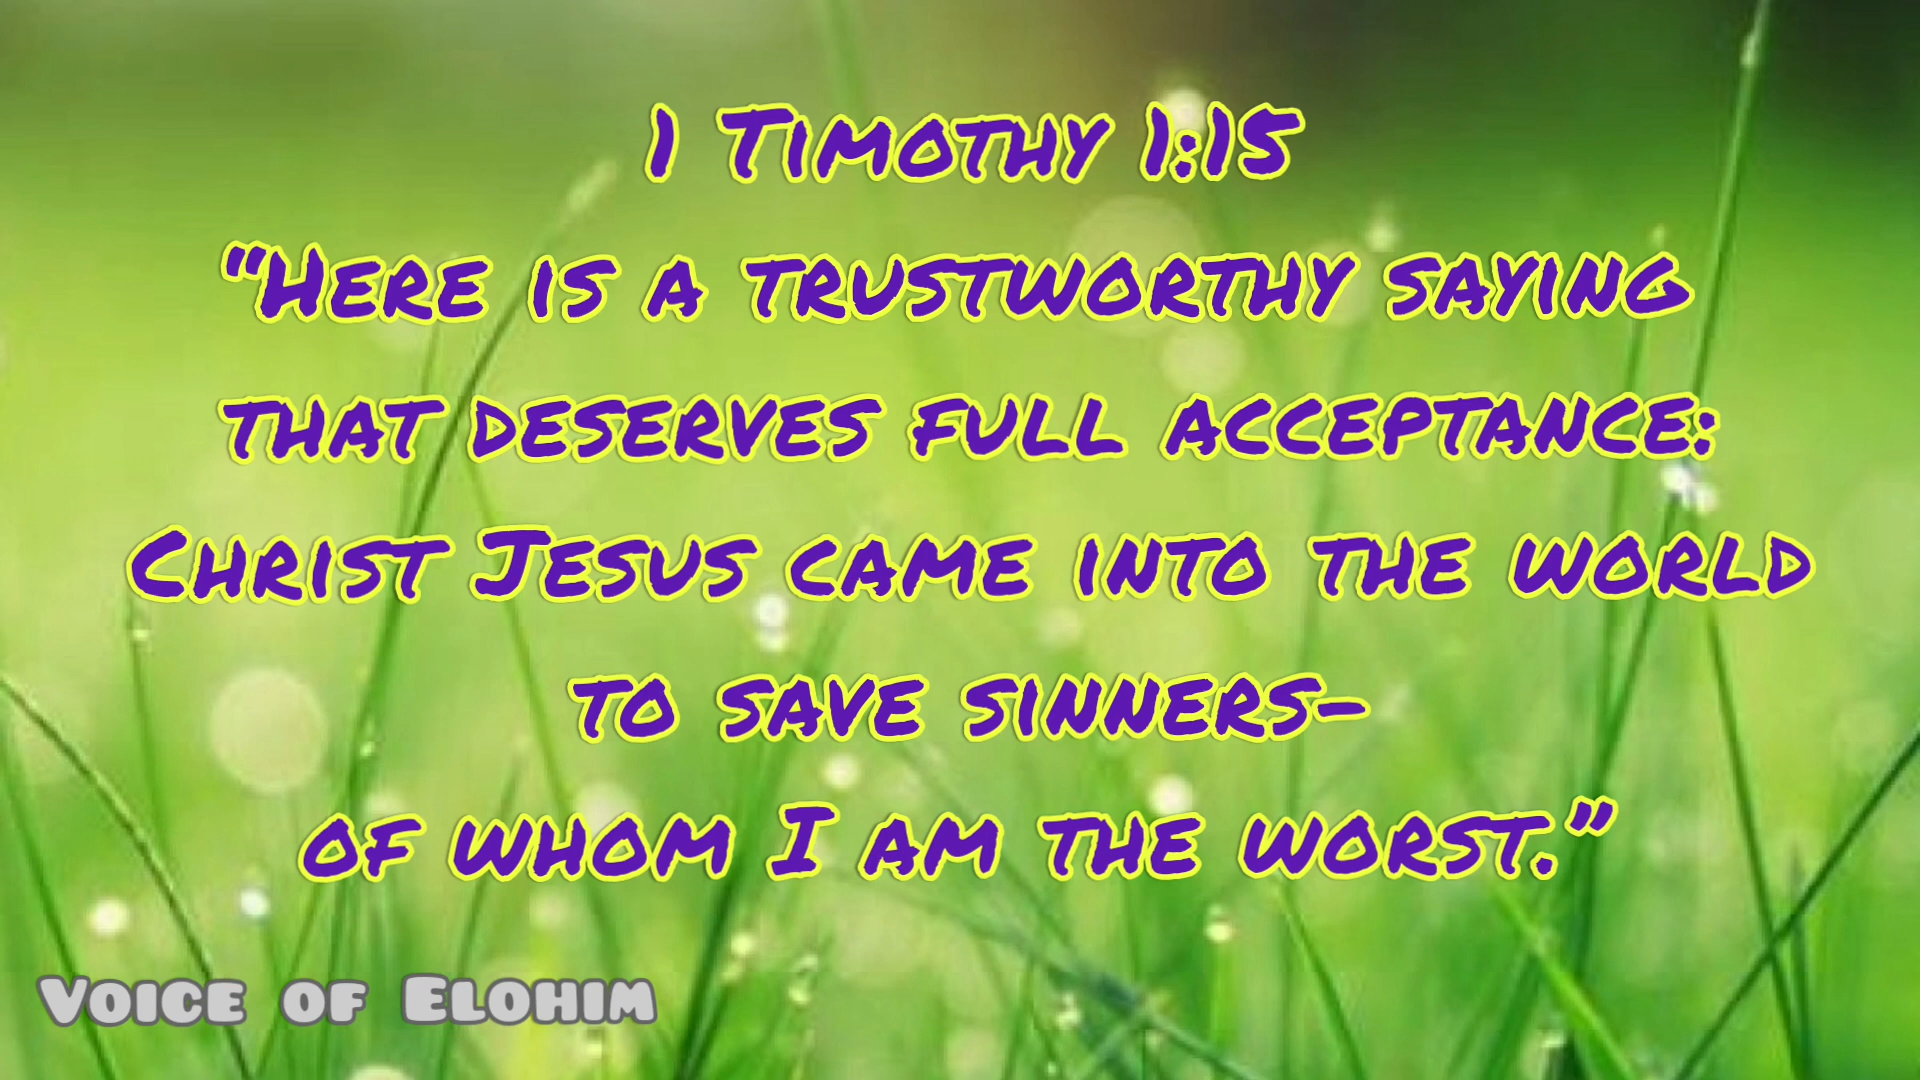 1 Timothy 1:15
“Here is a trustworthy saying
that deserves full acceptance:
Christ Jesus came into the world
to save sinners-
of whom I am the worst.”
Voice of Elohim